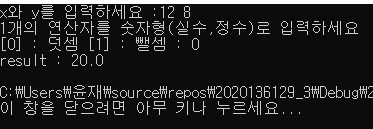 x와 y를 입력하세요 :12 8
1개의 연산자를 숫자형(실수,정수)로 입력하세요
[0] : 덧셈 [1] : 뺄셈 : 0
result : 20.0
C:\Users\윤재\source\repos\2020136129_3\Debug\2
이 창을 닫으려면 아무 키나 누르세요...